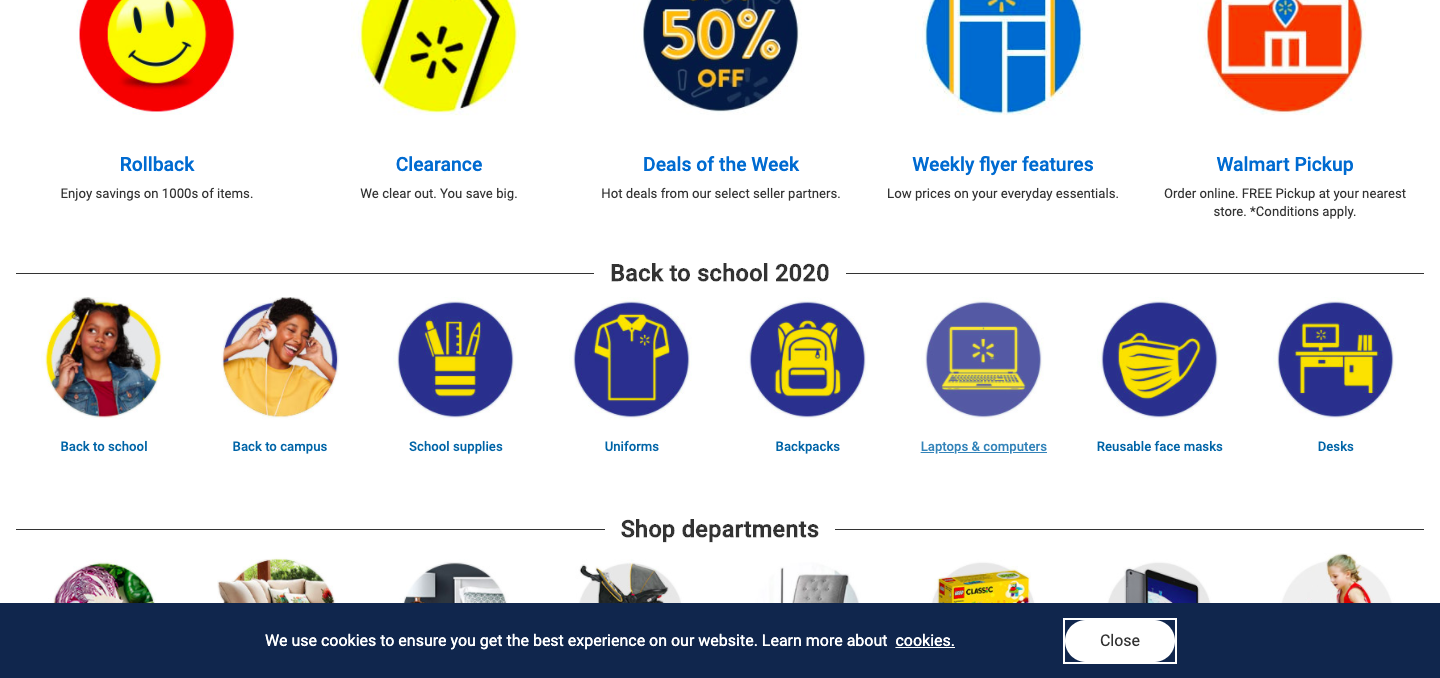 50%
OFF
Rollback
Clearance
Deals of the Week
Weekly flyer features
Walmart Pickup
Enjoy savings on 1000s of items.
We clear out. You save big.
Hot deals from our select seller partners.
Low prices on your everyday essentials.
Order online. FREE Pickup at your nearest
store. *Conditions apply.
Back to school 2020
Back to school
Back to campus
School supplies
Uniforms
Backpacks
Laptops & computers
Reusable face masks
Desks
Shop departments
LEGO CLASSIC
We use cookies to ensure you get the best experience on our website. Learn more about cookies.
Close